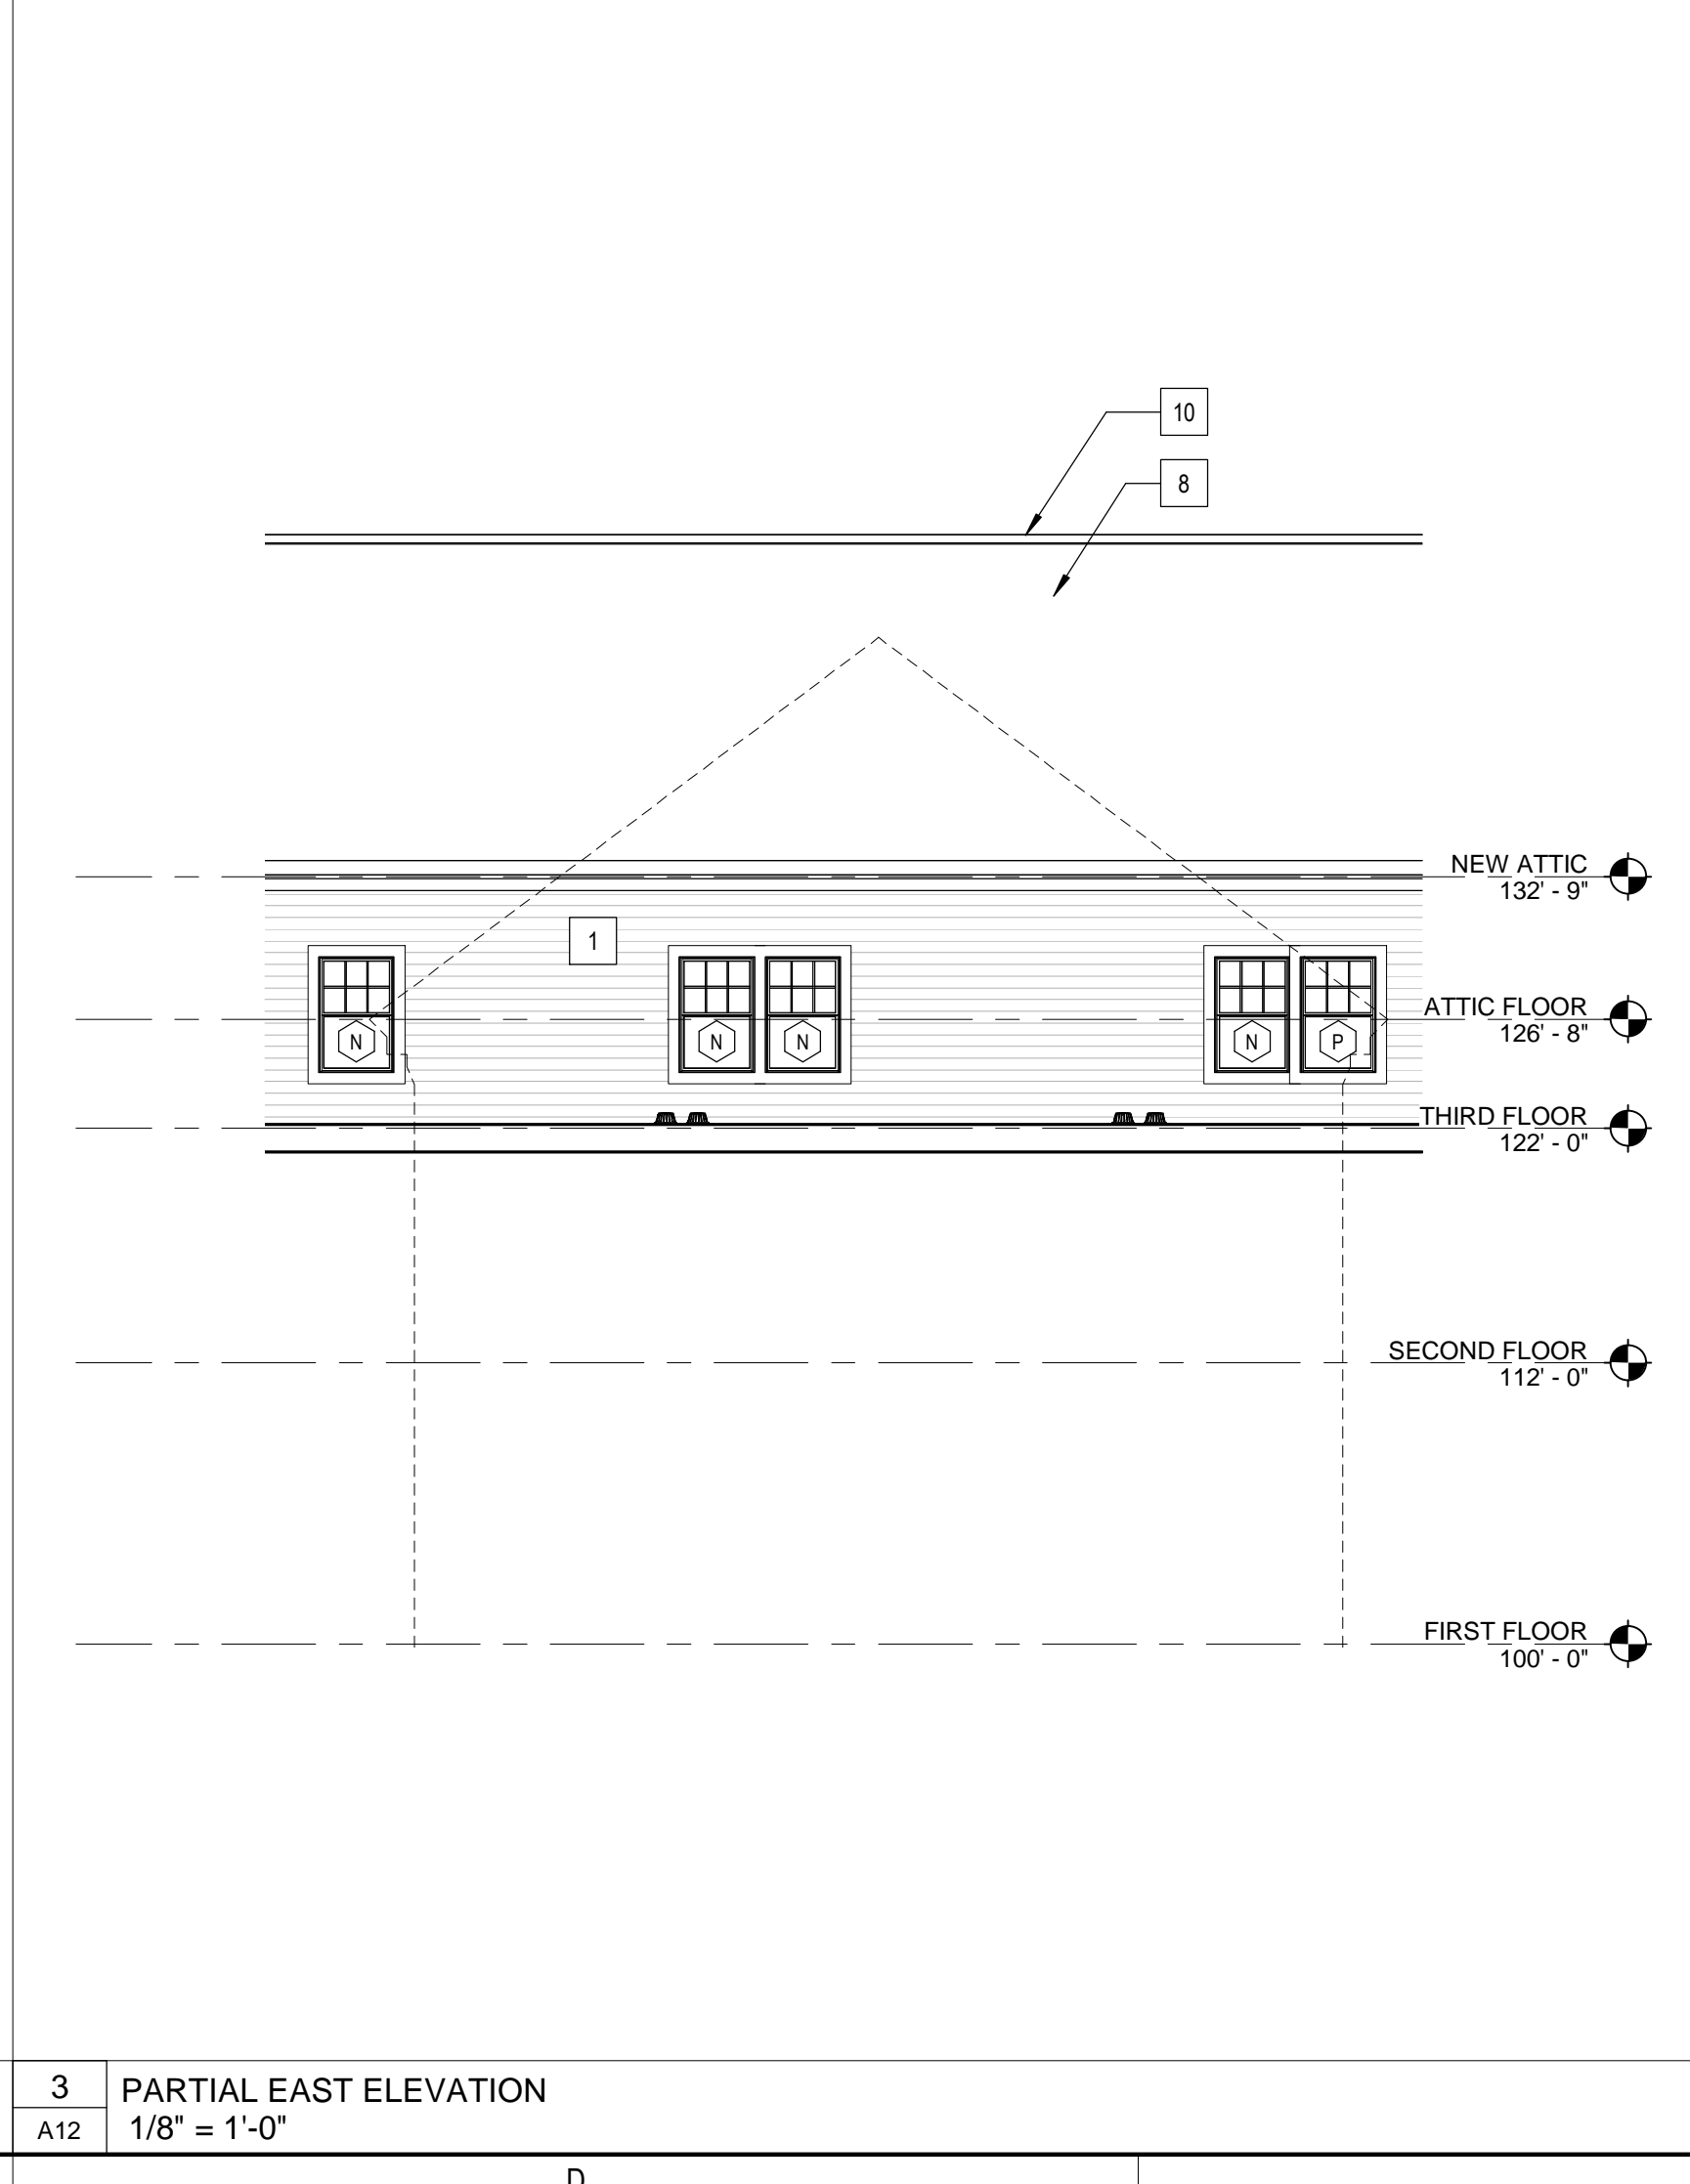 10
8
NEW ATTIC
132' - 9"
1
ATTIC FLOOR
126' - 8"
N
N
N
N
P
THIRD FLOOR
122' - 0"
SECOND FLOOR
112' - 0"
FIRST FLOOR
100' - 0"
3
PARTIAL EAST ELEVATION
A12
1/8" = 1'-0"
D